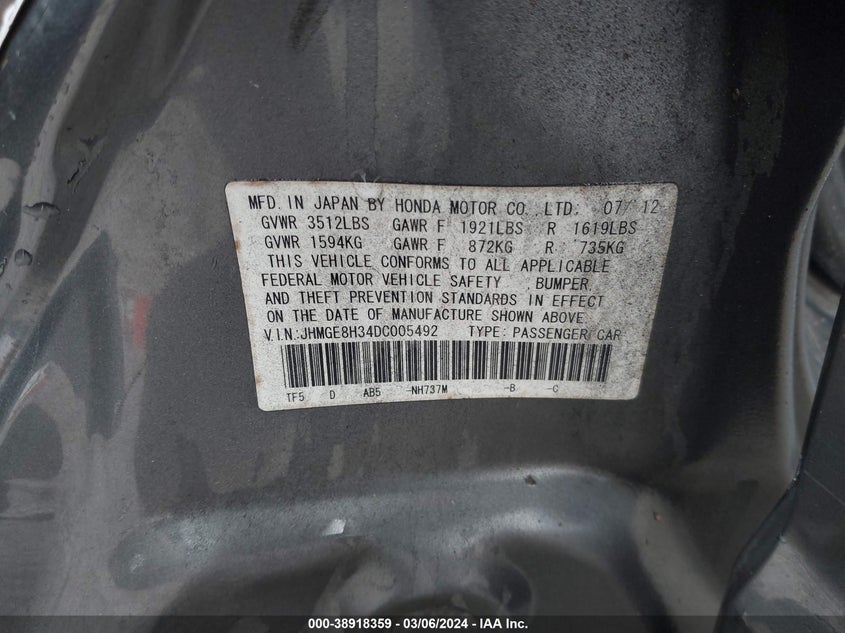 MFD. IN JAPAN BY HONDA MOTOR CO., LTD. 07/12
GVWR 3512LBS GAWR F 1921LBS R 1619LBS
GVWR 1594KG GAWR F 872KG R 735KG
THIS VEHICLE CONFORMS TO ALL APPLICABLE
FEDERAL MOTOR VEHICLE SAFETY , BUMPER,
AND THEFT PREVENTION STANDARDS IN EFFECT
ON THE DATE OF MANUFACTURE SHOWN ABOVE.
V.I.N.:JHMGE8H34DC005492 TYPE: PASSENGER CAR
TF5 D AB5 -NH737M -B -C
000-38918359 - 03/06/2024 - IAA Inc.